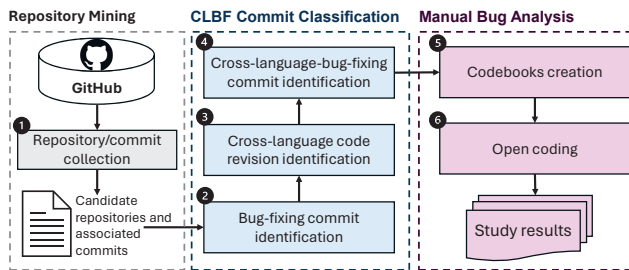 Repository Mining
GitHub
1
Repository/commit
collection
Candidate
repositories and
associated
commits
CLBF Commit Classification
4
Cross-language-bug-fixing
commit identification
3
Cross-language code
revision identification
2
Bug-fixing commit
identification
Manual Bug Analysis
5
Codebooks creation
6
Open coding
Study results